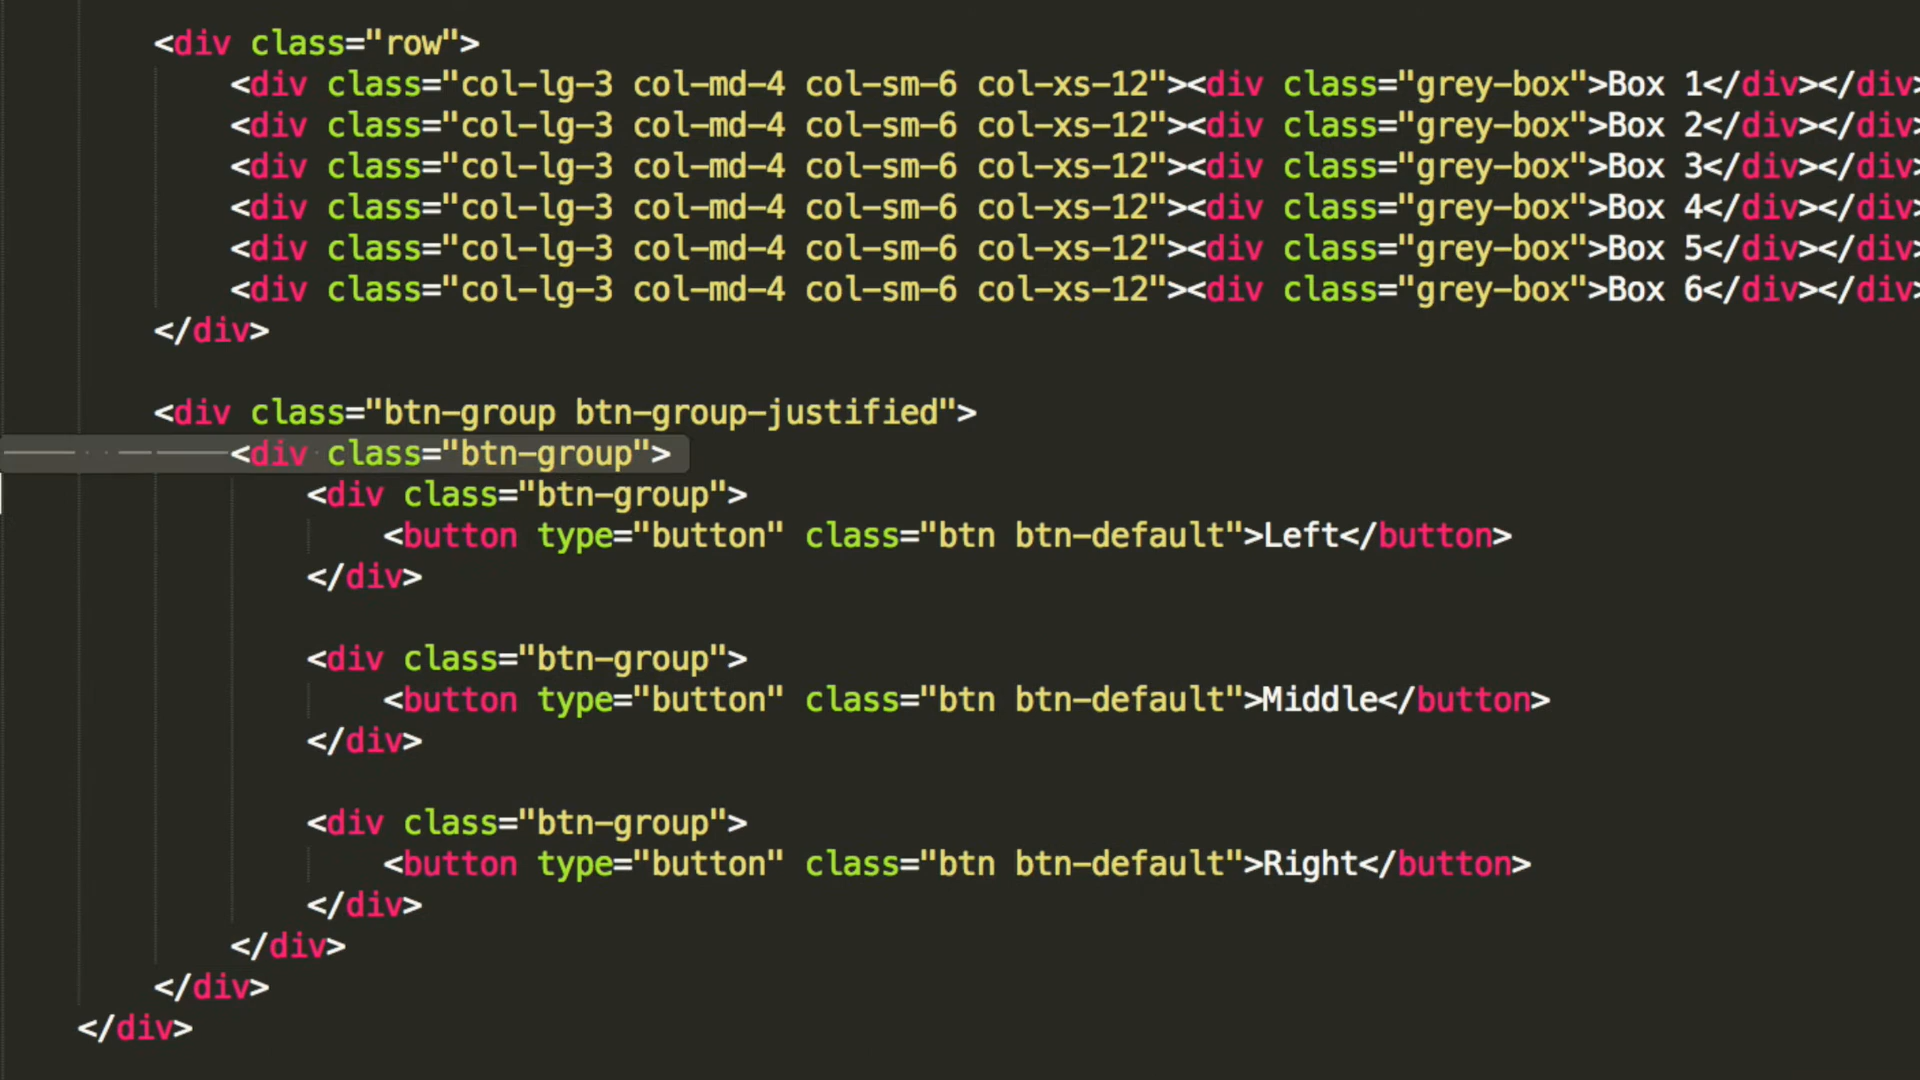 <div class="row">
<div class="col-lg-3 col-md-4 col-sm-6 col-xs-12"><div class="grey-box">Box 1</div></div>
<div class="col-lg-3 col-md-4 col-sm-6 col-xs-12"><div class="grey-box">Box 2</div></div>
<div class="col-lg-3 col-md-4 col-sm-6 col-xs-12"><div class="grey-box">Box 3</div></div>
<div class="col-lg-3 col-md-4 col-sm-6 col-xs-12"><div class="grey-box">Box 4</div></div>
<div class="col-lg-3 col-md-4 col-sm-6 col-xs-12"><div class="grey-box">Box 5</div></div>
<div class="col-lg-3 col-md-4 col-sm-6 col-xs-12"><div class="grey-box">Box 6</div></div>
</div>
<div class="btn-group btn-group-justified">
<div class="btn-group">
<div class="btn-group">
<button type="button" class="btn btn-default">Left</button>
</div>
<div class="btn-group">
<button type="button" class="btn btn-default">Middle</button>
</div>
<div class="btn-group">
<button type="button" class="btn btn-default">Right</button>
</div>
</div>
</div>
</div>